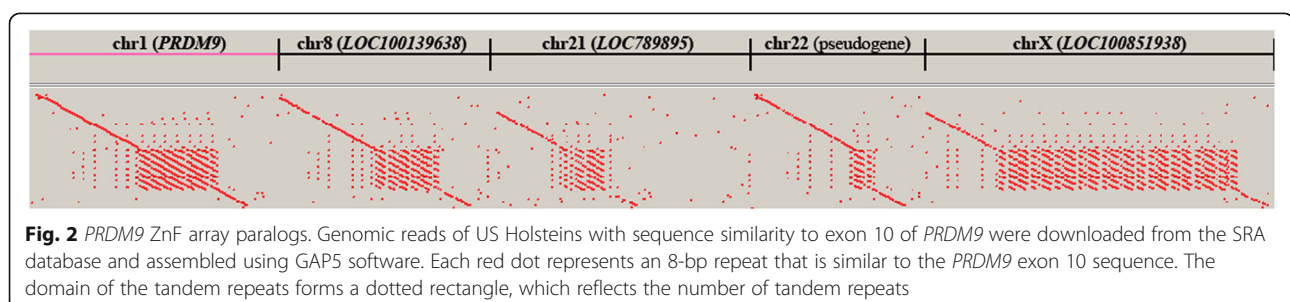 chr1 (PRDM9) chr8 (LOC100139638) chr21 (LOC789895) chr22 (pseudogene) chrX (LOC100851938)
Fig. 2 PRDM9 ZnF array paralogs. Genomic reads of US Holsteins with sequence similarity to exon 10 of PRDM9 were downloaded from the SRA
database and assembled using GAP5 software. Each red dot represents an 8-bp repeat that is similar to the PRDM9 exon 10 sequence. The
domain of the tandem repeats forms a dotted rectangle, which reflects the number of tandem repeats